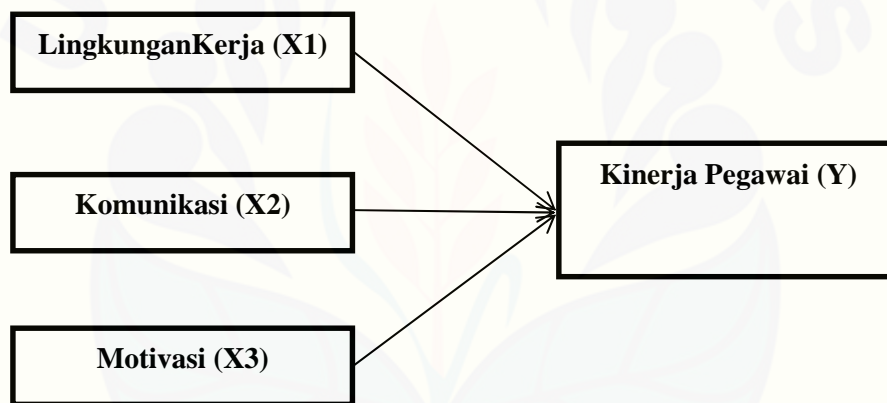 LingkunganKerja (X1)
Kinerja Pegawai (Y)
Komunikasi (X2)
Motivasi (X3)